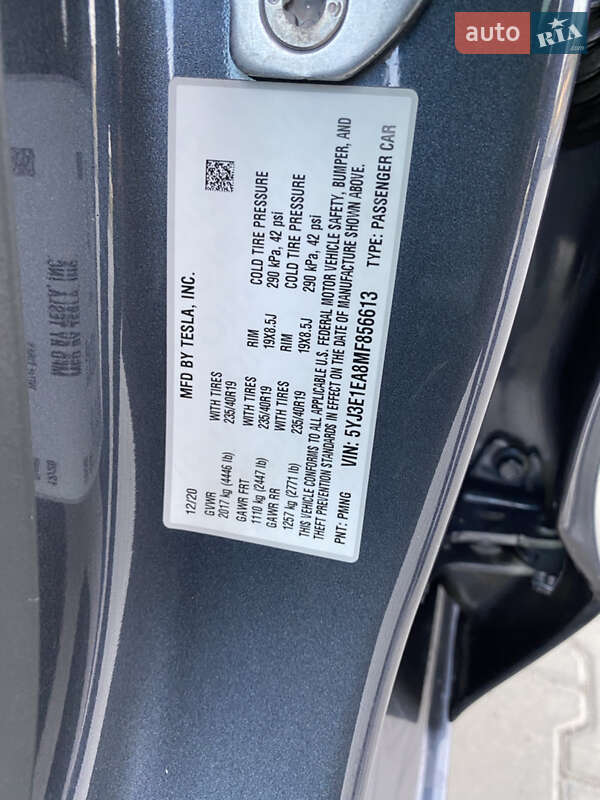 auto RIA.com
12/20 MFD BY TESLA, INC.
GVWR
2017 kg (4446 lb)
GAWR FRT WITH TIRES RIM COLD TIRE PRESSURE
1110 kg (2447 lb) 235/40R19 19X8.5J 290 kPa, 42 psi
GAWR RR WITH TIRES RIM COLD TIRE PRESSURE
1257 kg (2771 lb) 235/40R19 19X8.5J 290 kPa, 42 psi
THIS VEHICLE CONFORMS TO ALL APPLICABLE U.S. FEDERAL MOTOR VEHICLE SAFETY, BUMPER, AND
THEFT PREVENTION STANDARDS IN EFFECT ON THE DATE OF MANUFACTURE SHOWN ABOVE.
VIN: 5YJ3E1EA8MF856613 TYPE: PASSENGER CAR
PNT: PMNG